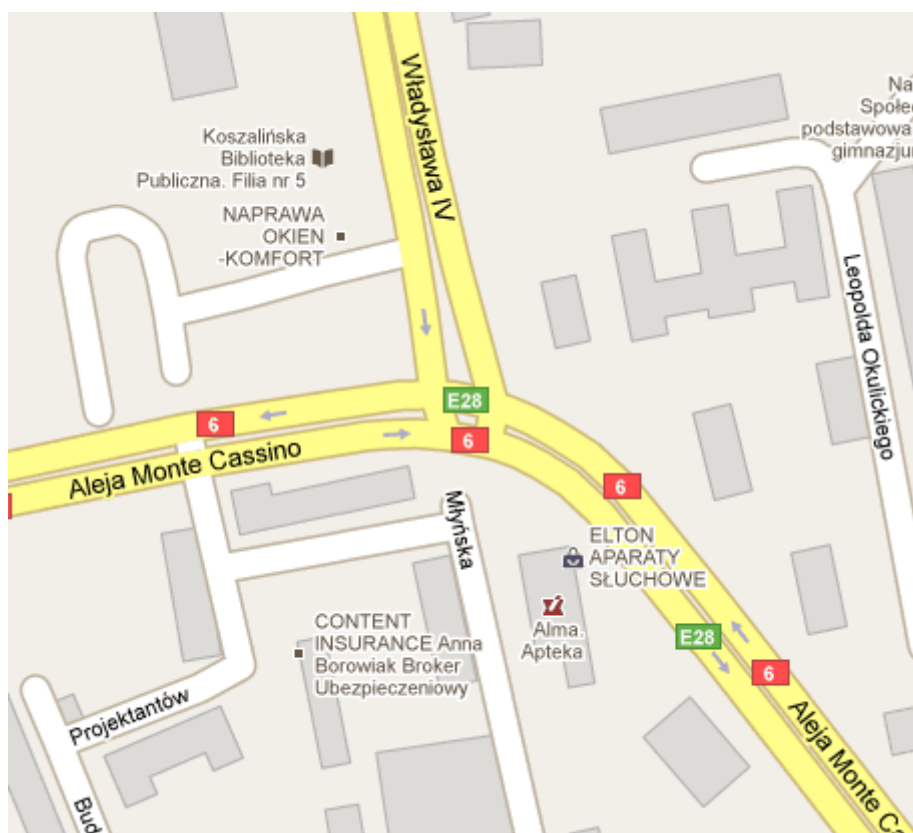 Władysława IV
Koszalińska
Biblioteka
Publiczna. Filia nr 5
NAPRAWA
OKIEN
-KOMFORT
Społe
podstawowa
gimnazju
Leopolda Okulickiego
E28
6
6
Aleja Monte Cassino
6
Młyńska
ELTON
APARATY
SŁUCHOWE
Alma.
Apteka
CONTENT
INSURANCE Anna
Borowiak Broker
Ubezpieczeniowy
E28
6
Projektantów
Aleja Monte
Bud